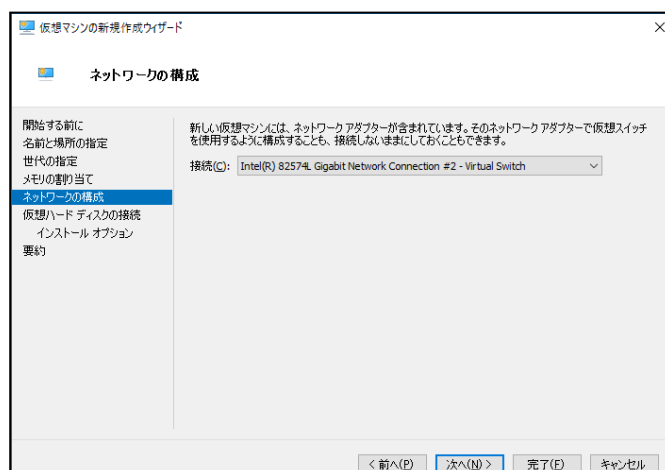 仮想マシンの新規作成ウィザード
ネットワークの構成
開始する前に
名前と場所の指定
世代の指定
メモリの割り当て
ネットワークの構成
仮想ハード ディスクの接続
インストール オプション
要約
新しい仮想マシンには、ネットワーク アダプターが含まれています。そのネットワーク アダプターで仮想スイッチ
を使用するように構成することも、接続しないままにしておくこともできます。
接続(C): Intel(R) 82574L Gigabit Network Connection #2 - Virtual Switch
< 前へ(P) 次へ(N) > 完了(F) キャンセル